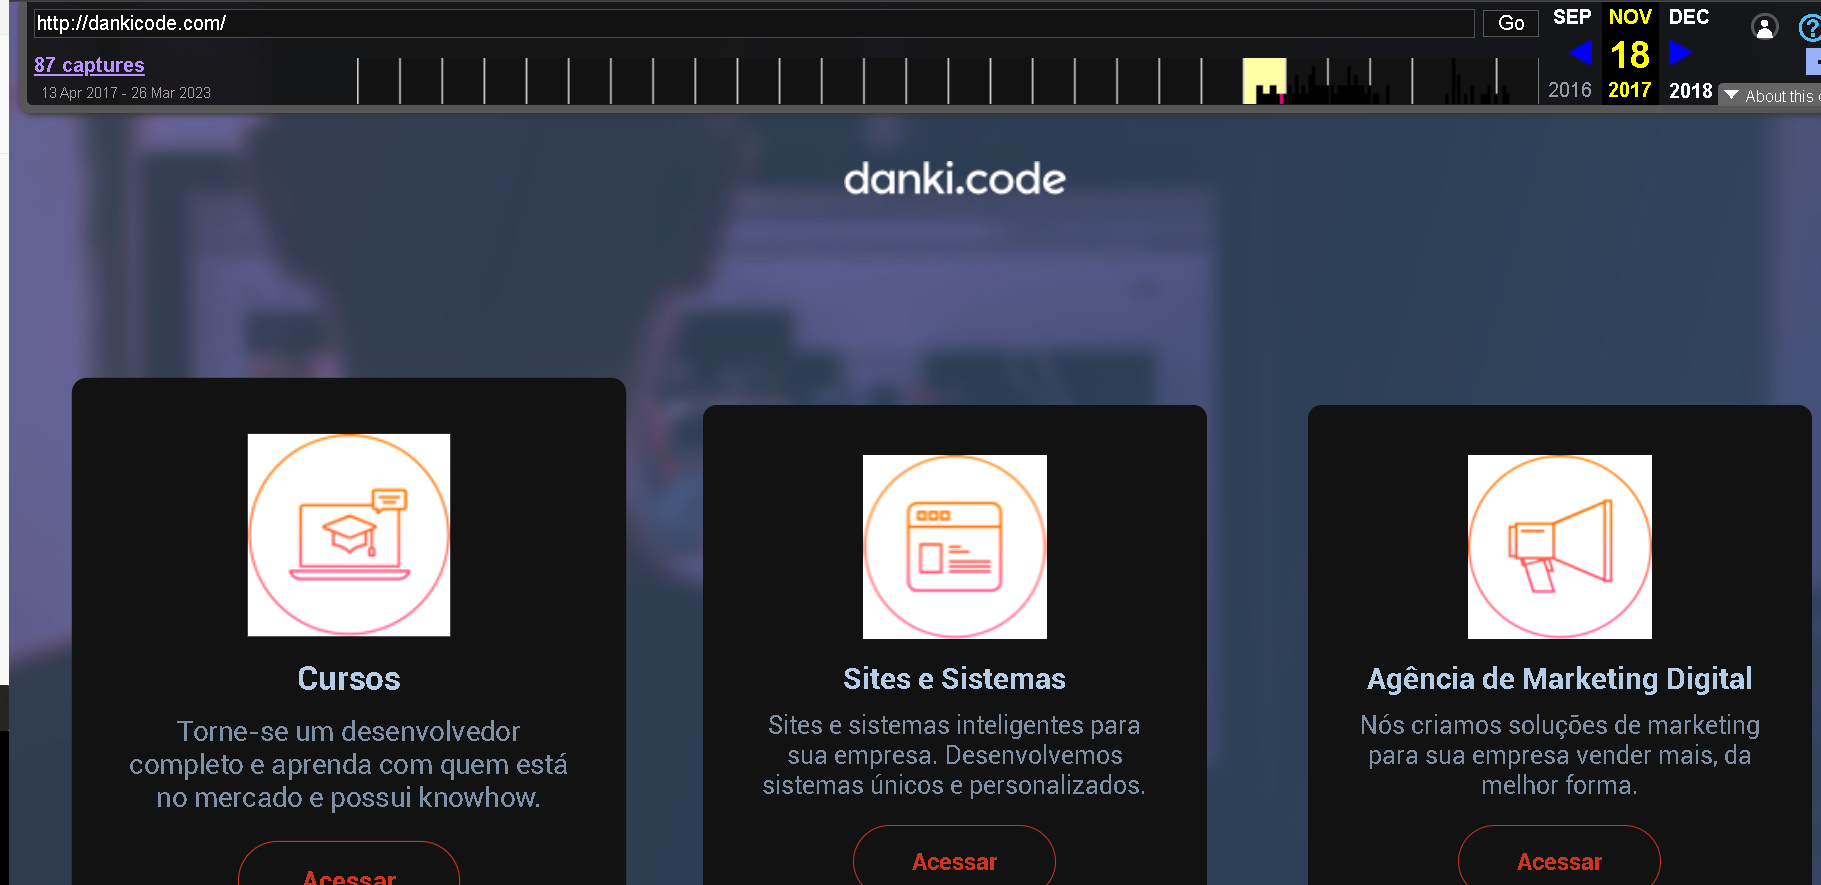 http://dankicode.com/
Go
SEP NOV DEC
18
2016 2017 2018
87 captures
13 Apr 2017 - 26 Mar 2023
About this
danki.code
Cursos
Torne-se um desenvolvedor
completo e aprenda com quem está
no mercado e possui knowhow.
Acessar
Sites e Sistemas
Sites e sistemas inteligentes para
sua empresa. Desenvolvemos
sistemas únicos e personalizados.
Acessar
Agência de Marketing Digital
Nós criamos soluções de marketing
para sua empresa vender mais, da
melhor forma.
Acessar